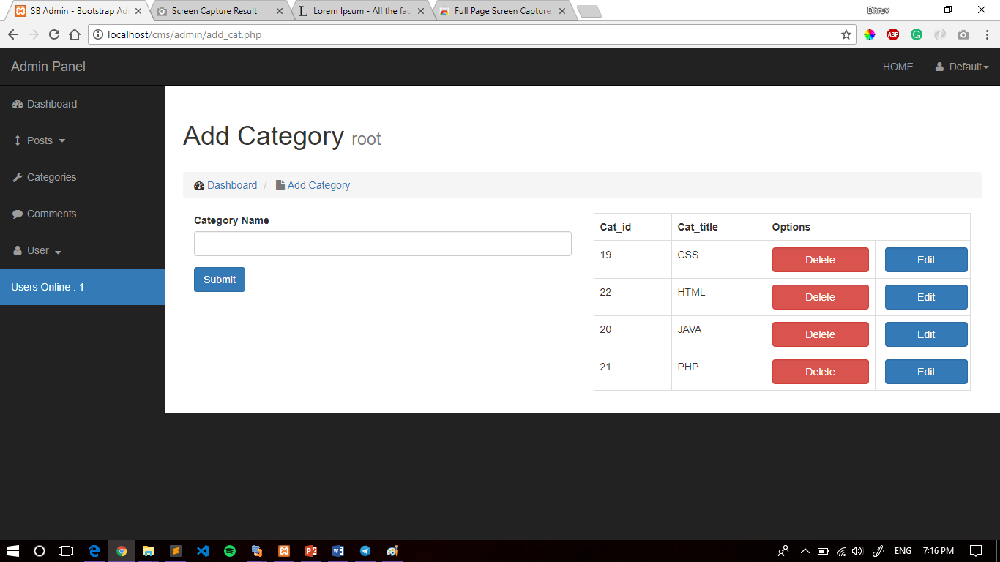 SB Admin - Bootstrap Ad
Screen Capture Result
Lorem Ipsum - All the fac
Full Page Screen Capture
Dhruv
localhost/cms/admin/add_cat.php
ABP
Admin Panel
HOME
Default
Dashboard
Posts
Categories
Comments
User
Users Online : 1
Add Category root
Dashboard / Add Category
Category Name
Submit
Cat_id Cat_title Options
19 CSS Delete Edit
22 HTML Delete Edit
20 JAVA Delete Edit
21 PHP Delete Edit
ENG 7:16 PM